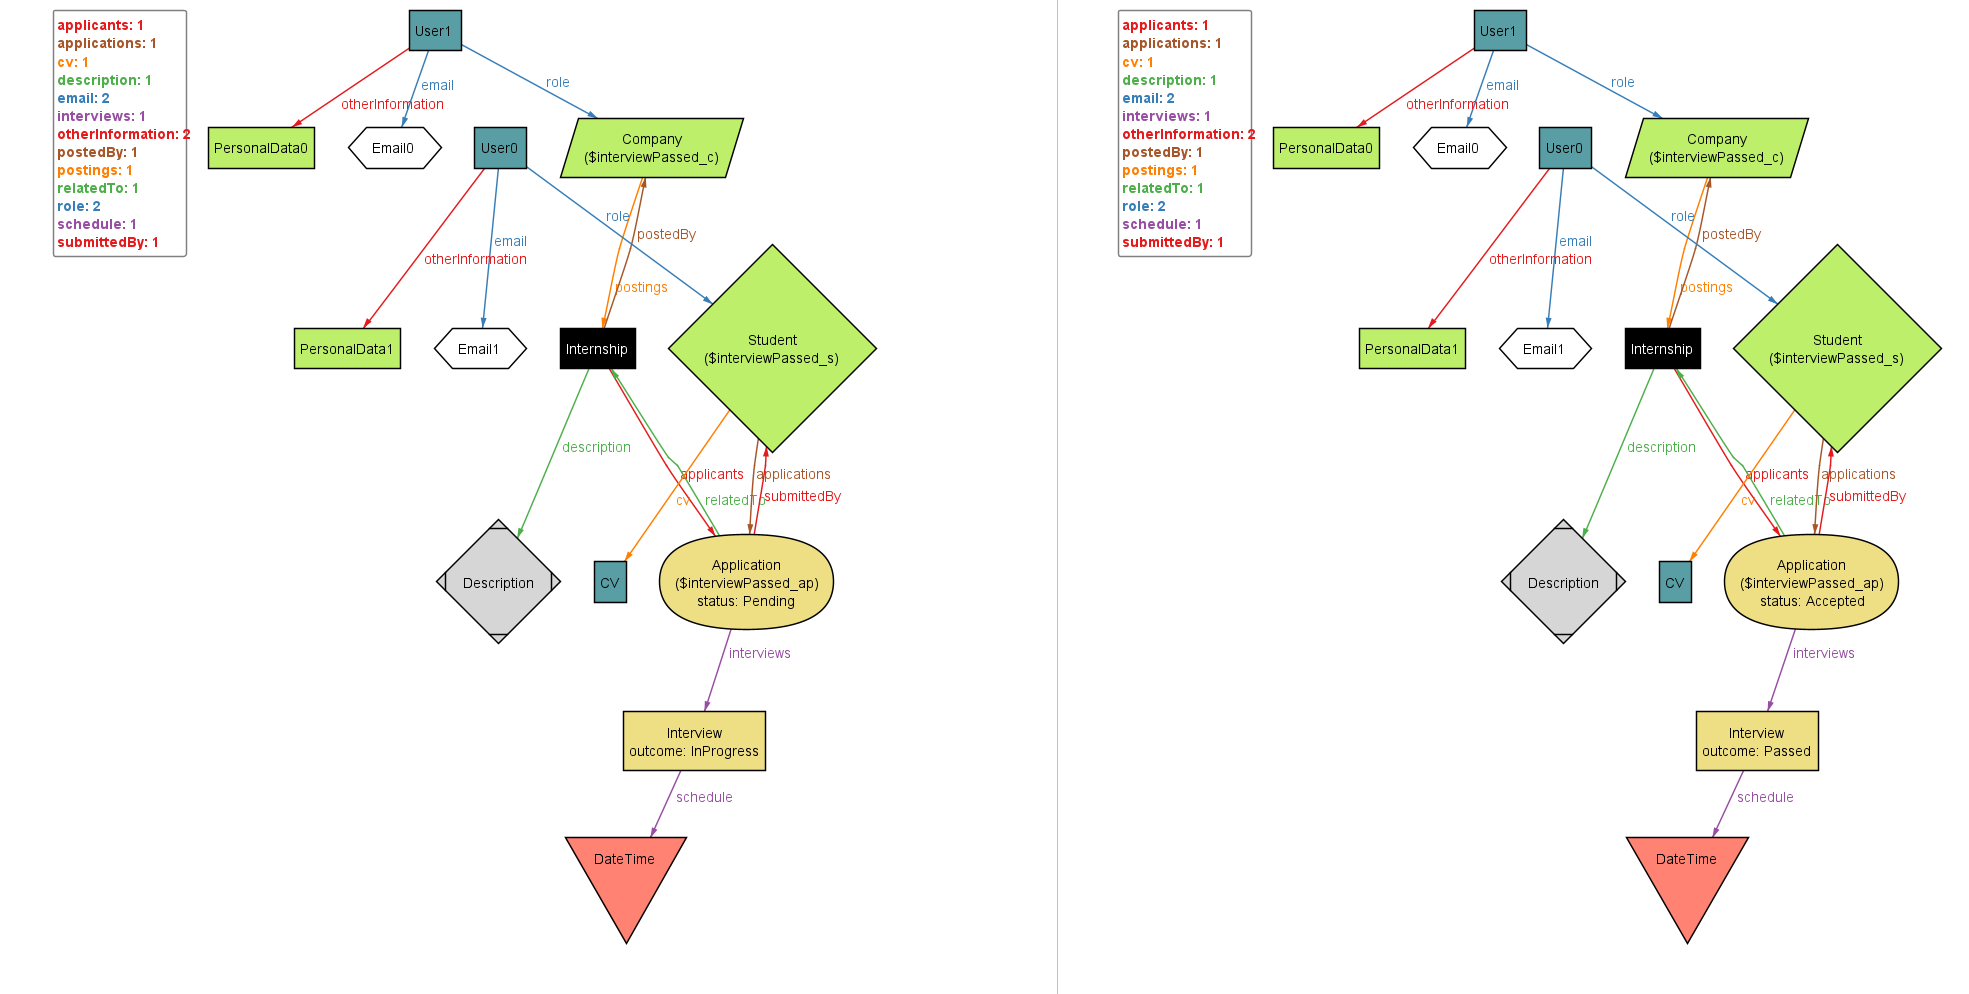 applicants: 1
applications: 1
cv: 1
description: 1
email: 2
interviews: 1
otherInformation: 2
postedBy: 1
postings: 1
relatedTo: 1
role: 2
schedule: 1
submittedBy: 1
User1
role
email
otherInformation
PersonalData0
Email0
User0
Company
($interviewPassed_c)
role
postedBy
email
otherInformation
postings
PersonalData1
Email1
Internship
Student
($interviewPassed_s)
description
applicants
applications
cv
relatedTo
submittedBy
Description
CV
Application
($interviewPassed_ap)
status: Pending
interviews
Interview
outcome: InProgress
schedule
DateTime
applicants: 1
applications: 1
cv: 1
description: 1
email: 2
interviews: 1
otherInformation: 2
postedBy: 1
postings: 1
relatedTo: 1
role: 2
schedule: 1
submittedBy: 1
User1
role
email
otherInformation
PersonalData0
Email0
User0
Company
($interviewPassed_c)
role
postedBy
email
otherInformation
postings
PersonalData1
Email1
Internship
Student
($interviewPassed_s)
description
applicants
applications
cv
relatedTo
submittedBy
Description
CV
Application
($interviewPassed_ap)
status: Accepted
interviews
Interview
outcome: Passed
schedule
DateTime